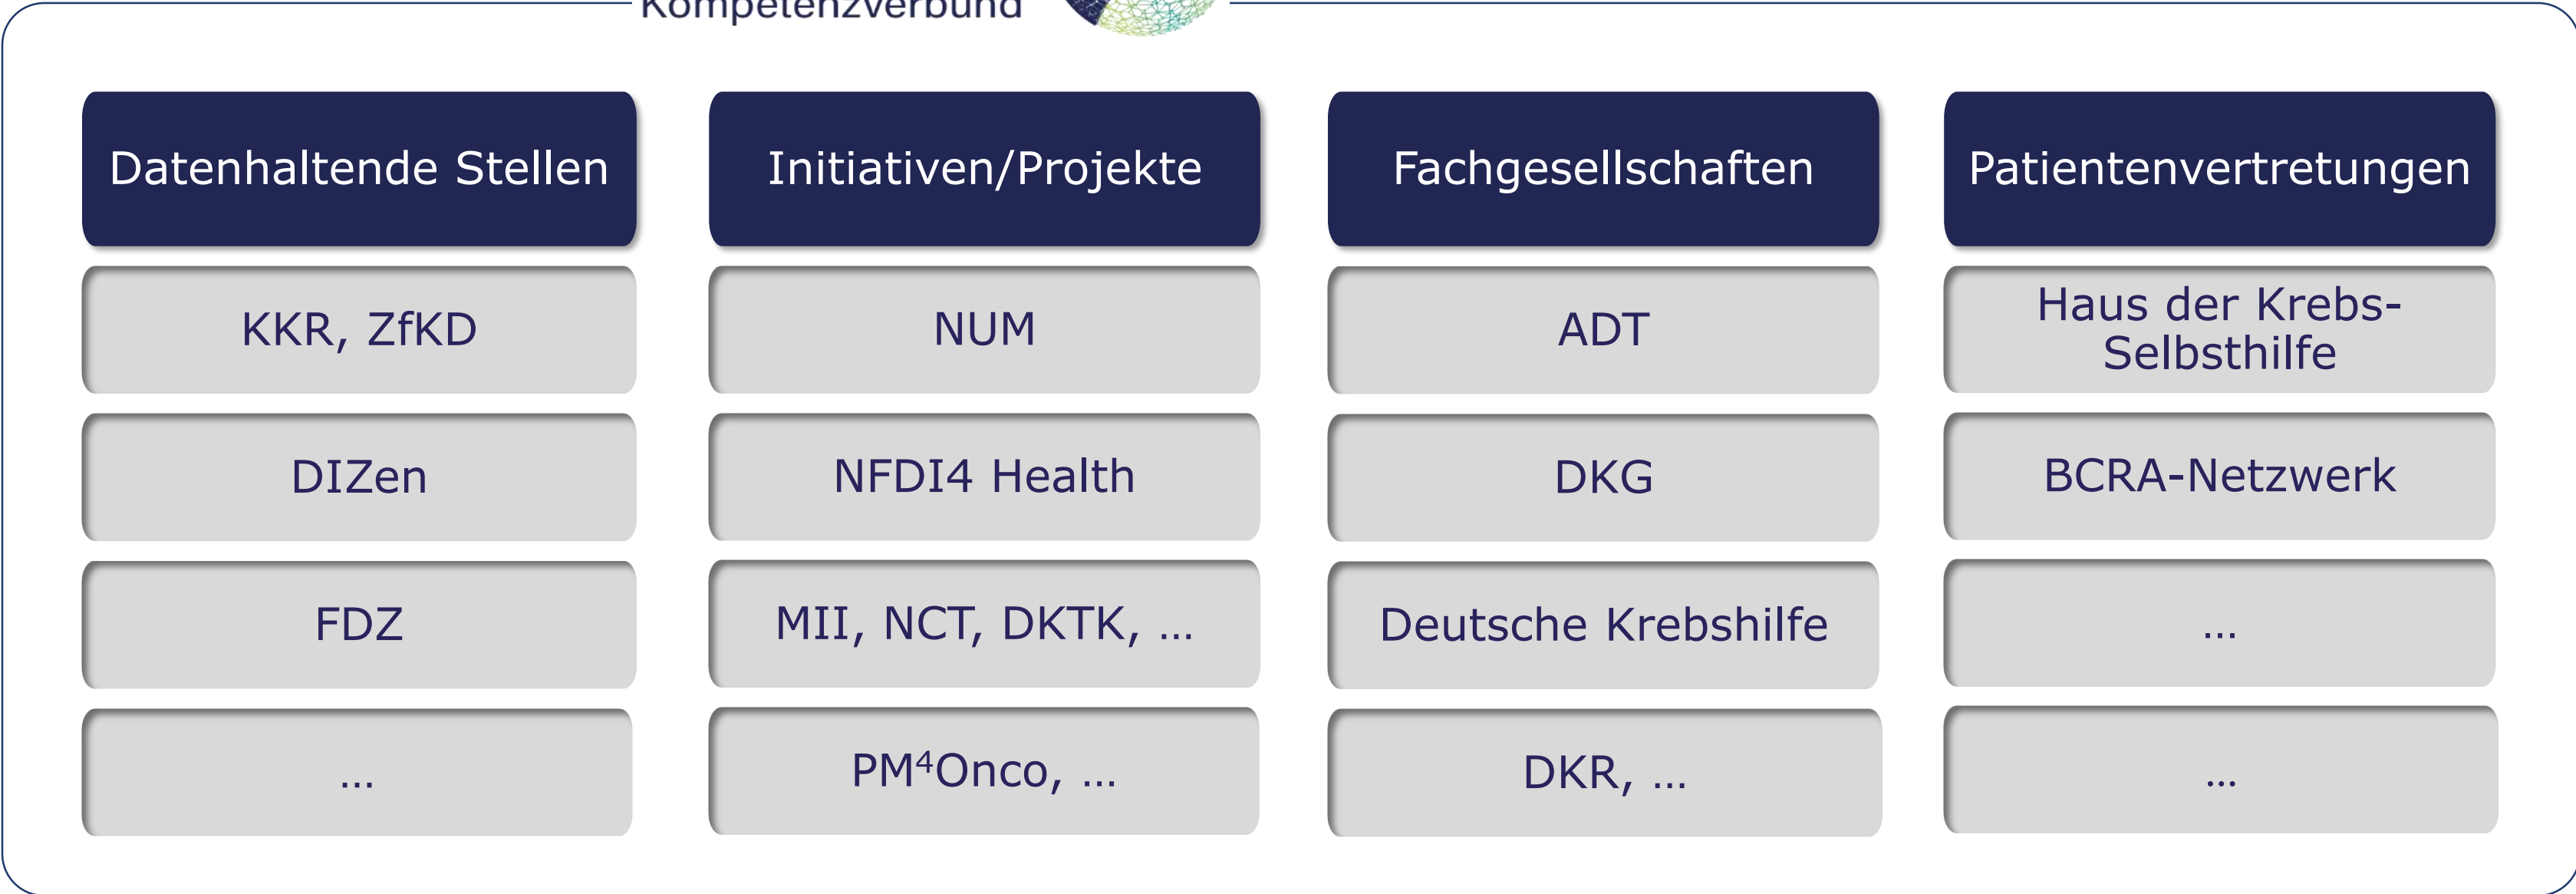 Kompetenzverbund
Datenhaltende Stellen
KKR, ZfKD
DIZen
FDZ
...
Initiativen/Projekte
NUM
NFDI4 Health
MII, NCT, DKTK, ...
PM⁴Onco, ...
Fachgesellschaften
ADT
DKG
Deutsche Krebshilfe
DKR, ...
Patientenvertretungen
Haus der Krebs-
Selbsthilfe
BCRA-Netzwerk
...
...